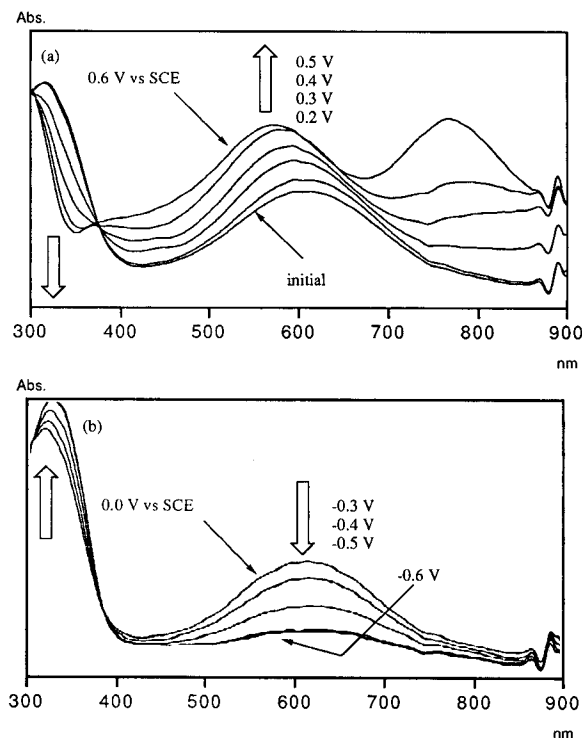 Abs.
(a)
0.6 V vs SCE
0.5 V
0.4 V
0.3 V
0.2 V
initial
300 400 500 600 700 800 900
nm
Abs.
(b)
0.0 V vs SCE
-0.3 V
-0.4 V
-0.5 V
-0.6 V
300 400 500 600 700 800 900
nm